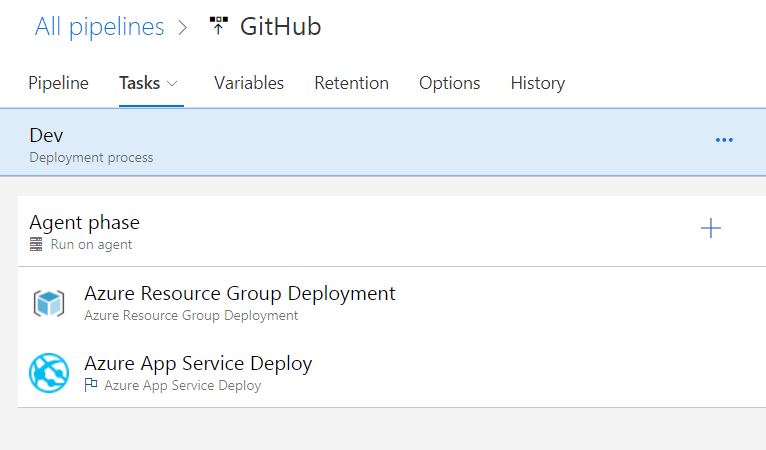 All pipelines > GitHub
Pipeline Tasks Variables Retention Options History
Dev
Deployment process
Agent phase
Run on agent
Azure Resource Group Deployment
Azure Resource Group Deployment
Azure App Service Deploy
Azure App Service Deploy